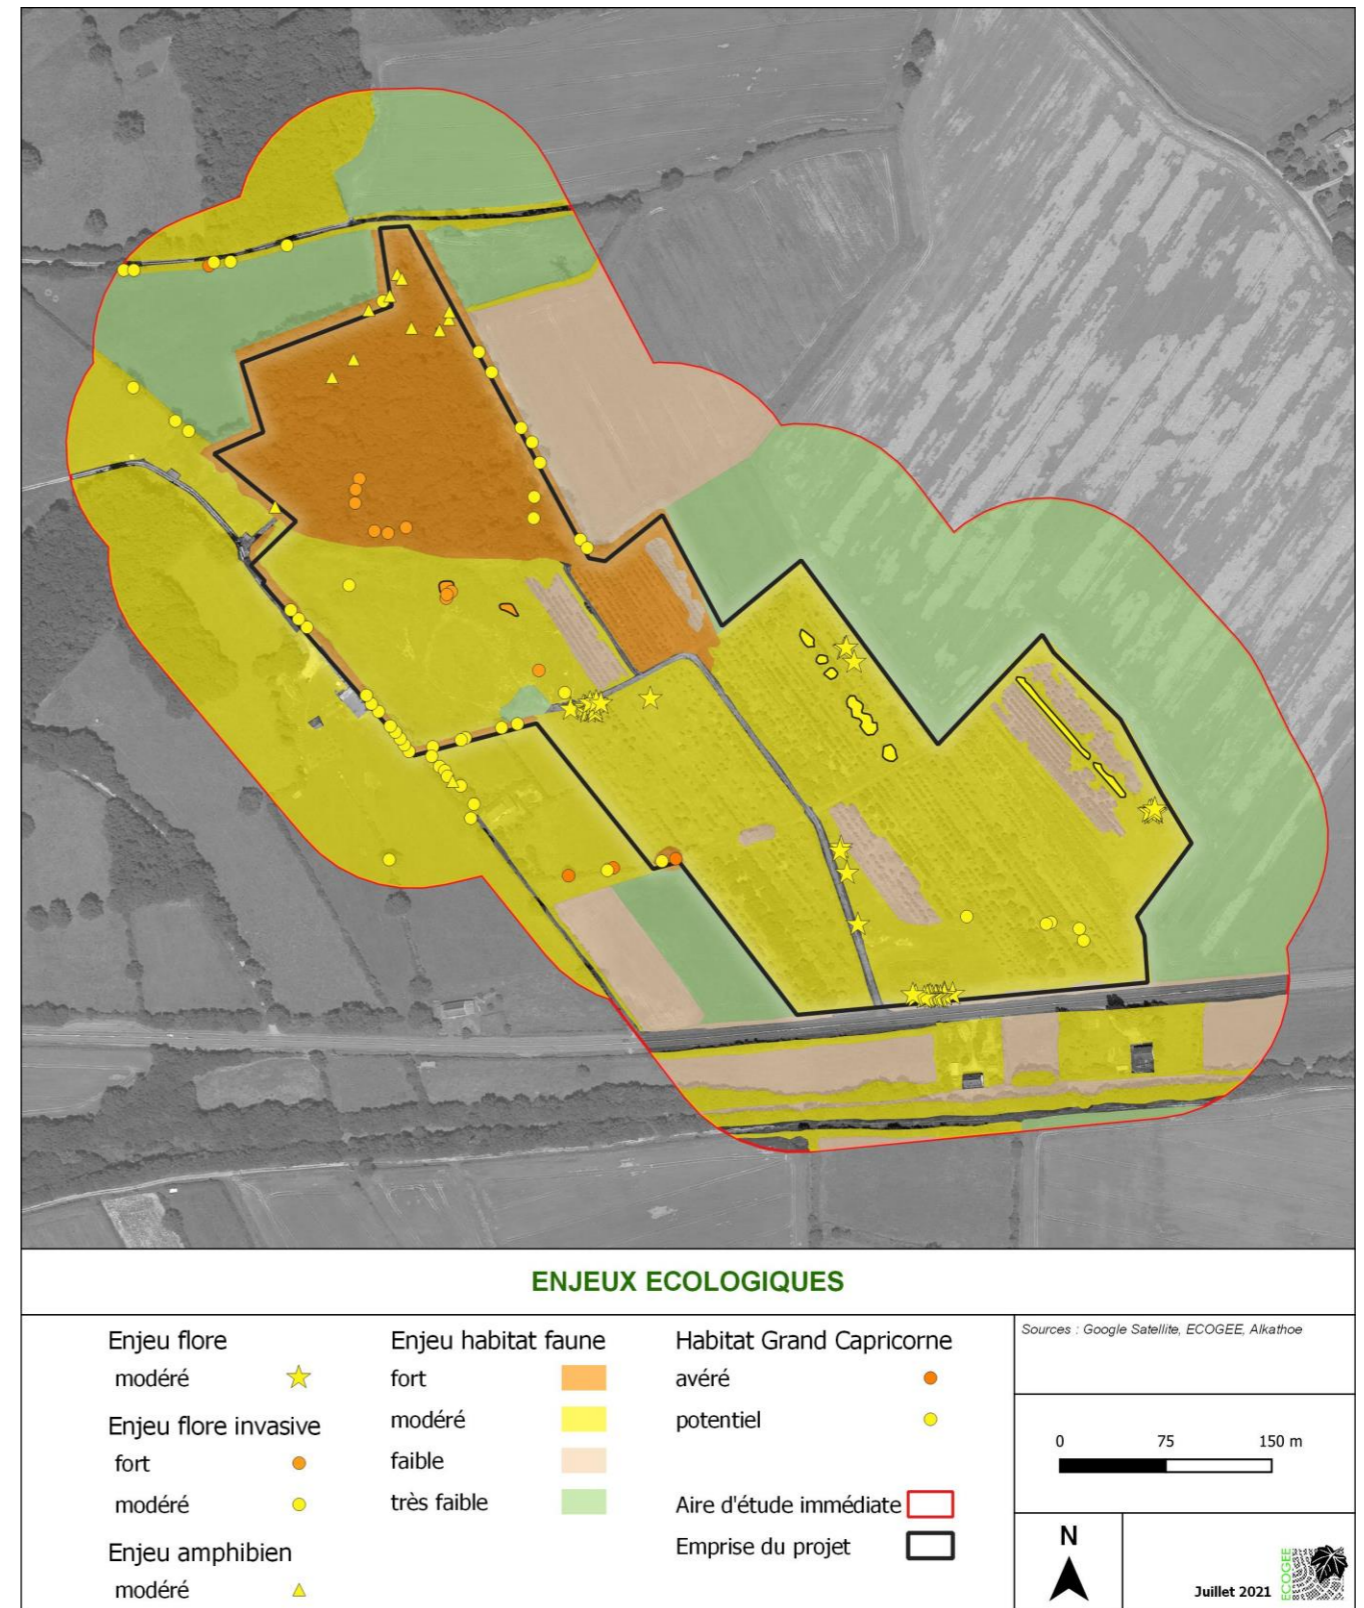 ENJEUX ECOLOGIQUES
Enjeu flore
modéré
Enjeu flore invasive
fort
modéré
Enjeu amphibien
modéré
Enjeu habitat faune
fort
modéré
faible
très faible
Habitat Grand Capricorne
avéré
potentiel
Aire d'étude immédiate
Emprise du projet
Sources : Google Satellite, ECOGEE, Alkathoe
0 75 150 m
N
Juillet 2021
ECOGEE